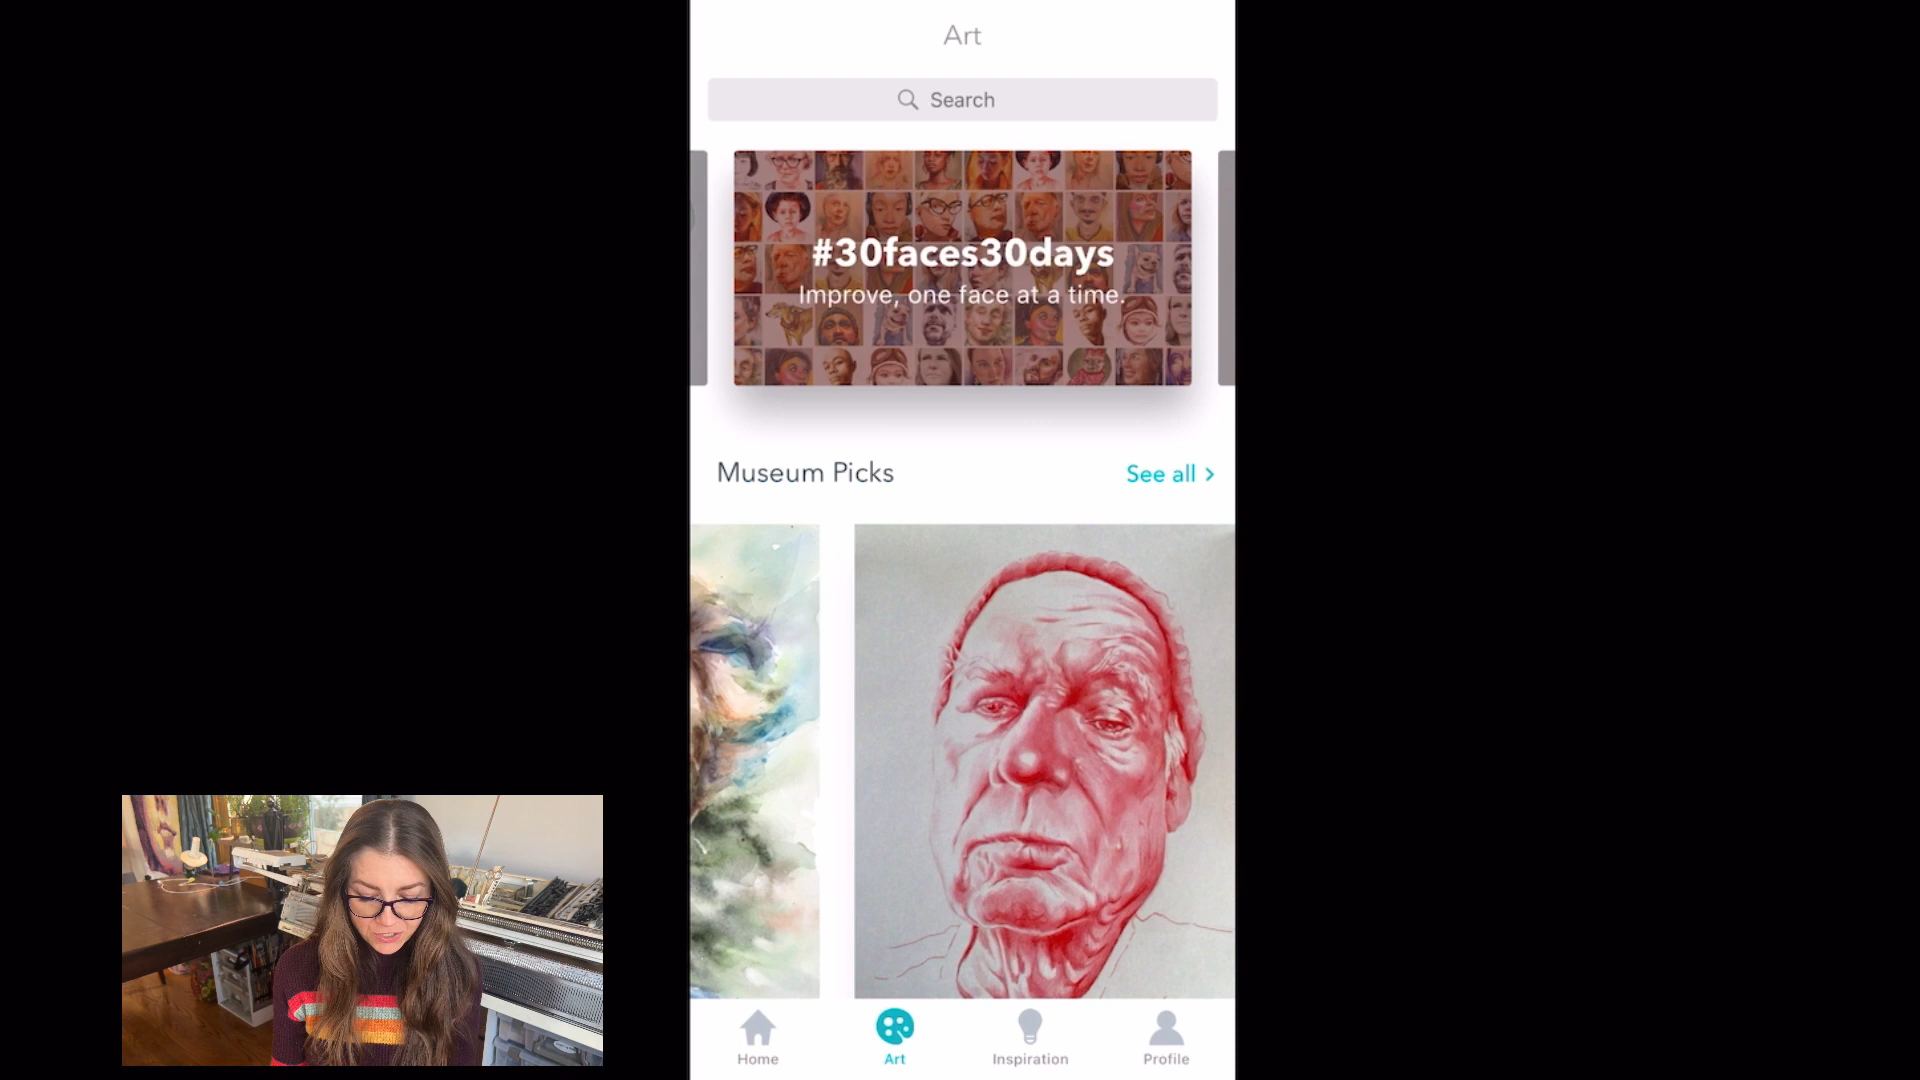 Art
Search
#30faces30days
Improve, one face at a time.
Museum Picks
See all >
Home
Art
Inspiration
Profile